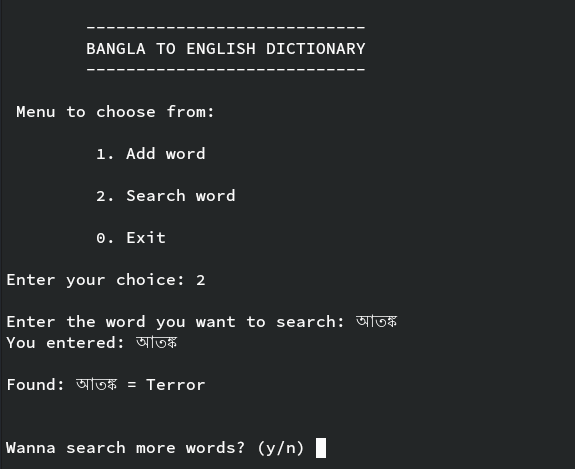 ----------------------------
BANGLA TO ENGLISH DICTIONARY
----------------------------
Menu to choose from:
1. Add word
2. Search word
0. Exit
Enter your choice: 2
Enter the word you want to search: আতঙ্ক
You entered: আতঙ্ক
Found: আতঙ্ক = Terror
Wanna search more words? (y/n)